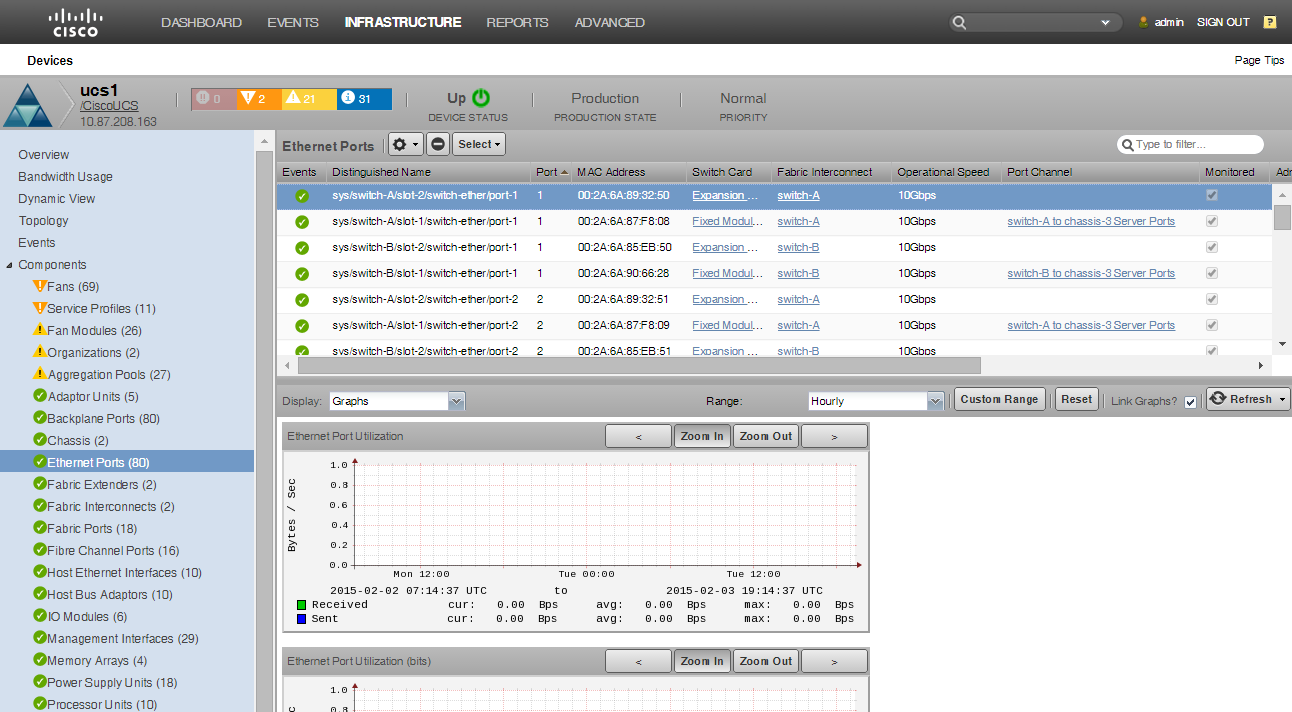 CISCO DASHBOARD EVENTS INFRASTRUCTURE REPORTS ADVANCED admin SIGN OUT ?
Devices Page Tips
ucs1
/CiscoUCS
10.87.208.163
0 2 21 31
Up
DEVICE STATUS
Production
PRODUCTION STATE
Normal
PRIORITY
Overview
Bandwidth Usage
Dynamic View
Topology
Events
Components
Fans (69)
Service Profiles (11)
Fan Modules (26)
Organizations (2)
Aggregation Pools (27)
Adaptor Units (5)
Backplane Ports (80)
Chassis (2)
Ethernet Ports (80)
Fabric Extenders (2)
Fabric Interconnects (2)
Fabric Ports (18)
Fibre Channel Ports (16)
Host Ethernet Interfaces (10)
Host Bus Adaptors (10)
IO Modules (6)
Management Interfaces (29)
Memory Arrays (4)
Power Supply Units (18)
Processor Units (10)
Ethernet Ports Select Type to filter...
Events Distinguished Name Port MAC Address Switch Card Fabric Interconnect Operational Speed Port Channel Monitored Adr
sys/switch-A/slot-2/switch-ether/port-1 1 00:2A:6A:89:32:50 Expansion ... switch-A 10Gbps
sys/switch-A/slot-1/switch-ether/port-1 1 00:2A:6A:87:F8:08 Fixed Modul... switch-A 10Gbps switch-A to chassis-3 Server Ports
sys/switch-B/slot-2/switch-ether/port-1 1 00:2A:6A:85:EB:50 Expansion ... switch-B 10Gbps
sys/switch-B/slot-1/switch-ether/port-1 1 00:2A:6A:90:66:28 Fixed Modul... switch-B 10Gbps switch-B to chassis-3 Server Ports
sys/switch-A/slot-2/switch-ether/port-2 2 00:2A:6A:89:32:51 Expansion ... switch-A 10Gbps
sys/switch-A/slot-1/switch-ether/port-2 2 00:2A:6A:87:F8:09 Fixed Modul... switch-A 10Gbps switch-A to chassis-3 Server Ports
sys/switch-B/slot-2/switch-ether/port-2 2 00:2A:6A:85:EB:51 Expansion ... switch-B 10Gbps
Display: Graphs Range: Hourly Custom Range Reset Link Graphs? Refresh
Ethernet Port Utilization < Zoom In Zoom Out >
Bytes / Sec
1.0
0.8
0.6
0.4
0.2
0.0
Mon 12:00 Tue 00:00 Tue 12:00
2015-02-02 07:14:37 UTC to 2015-02-03 19:14:37 UTC
Received cur: 0.00 Bps avg: 0.00 Bps max: 0.00 Bps
Sent cur: 0.00 Bps avg: 0.00 Bps max: 0.00 Bps
Ethernet Port Utilization (bits) < Zoom In Zoom Out >
1.0
0.8